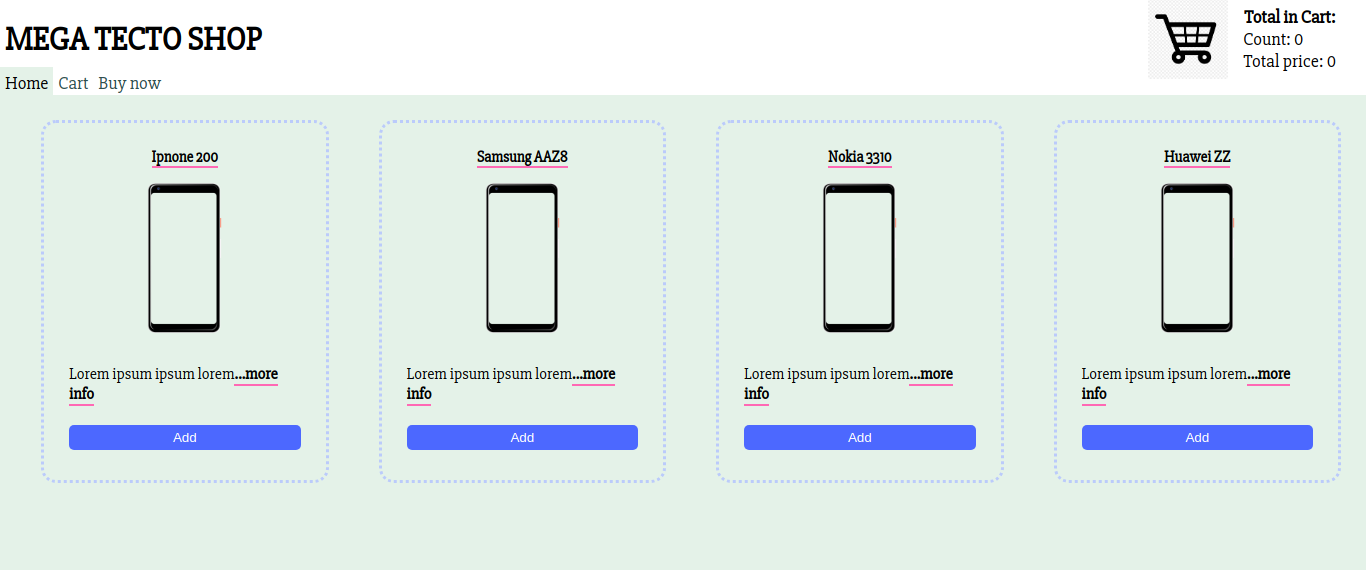 MEGA TECTO SHOP
Total in Cart:
Count: 0
Total price: 0
Home Cart Buy now
Ipnone 200
Lorem ipsum ipsum lorem...more
info
Add
Samsung AAZ8
Lorem ipsum ipsum lorem...more
info
Add
Nokia 3310
Lorem ipsum ipsum lorem...more
info
Add
Huawei ZZ
Lorem ipsum ipsum lorem...more
info
Add